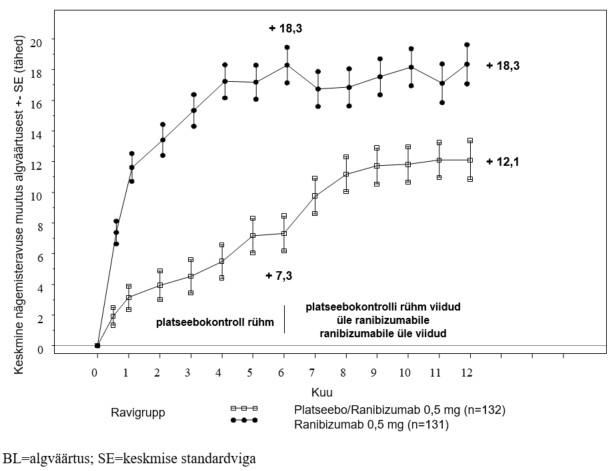 Keskmine nägemisteravuse muutus algväärtusest +- SE (tähed)
20
18
16
14
12
10
8
6
4
2
0
+ 18,3
+ 18,3
+ 12,1
+ 7,3
platseebokontroll rühm
platseebokontrolli rühm viidud
üle ranibizumabile
ranibizumabile üle viidud
0 1 2 3 4 5 6 7 8 9 10 11 12
Kuu
Ravigrupp
Platseebo/Ranibizumab 0,5 mg (n=132)
Ranibizumab 0,5 mg (n=131)
BL=algväärtus; SE=keskmise standardviga